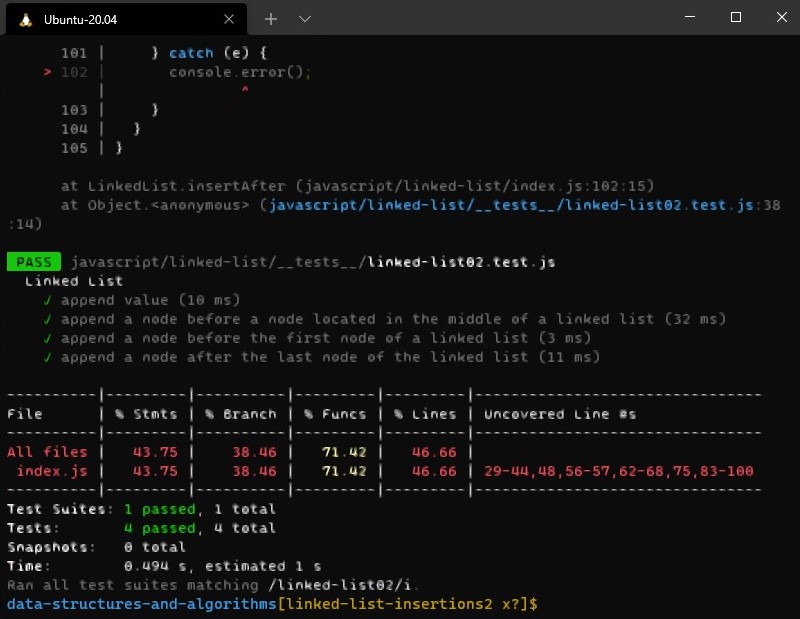 Ubuntu-20.04
101 |      } catch (e) {
> 102 |        console.error();
|                ^
103 |      }
104 |    }
105 |  }
at LinkedList.insertAfter (javascript/linked-list/index.js:102:15)
at Object.<anonymous> (javascript/linked-list/__tests__/linked-list02.test.js:38
:14)
PASS javascript/linked-list/__tests__/linked-list02.test.js
Linked List
✓ append value (10 ms)
✓ append a node before a node located in the middle of a linked list (32 ms)
✓ append a node before the first node of a linked list (3 ms)
✓ append a node after the last node of the linked list (11 ms)
----------|---------|----------|---------|---------|--------------------------------
File      | % Stmts | % Branch | % Funcs | % Lines | Uncovered Line #s
----------|---------|----------|---------|---------|--------------------------------
All files |   43.75 |    38.46 |   71.42 |   46.66 |
index.js |   43.75 |    38.46 |   71.42 |   46.66 | 29-44,48,56-57,62-68,75,83-100
----------|---------|----------|---------|---------|--------------------------------
Test Suites: 1 passed, 1 total
Tests:       4 passed, 4 total
Snapshots:   0 total
Time:        0.494 s, estimated 1 s
Ran all test suites matching /linked-list02/i.
data-structures-and-algorithms[linked-list-insertions2 x?]$